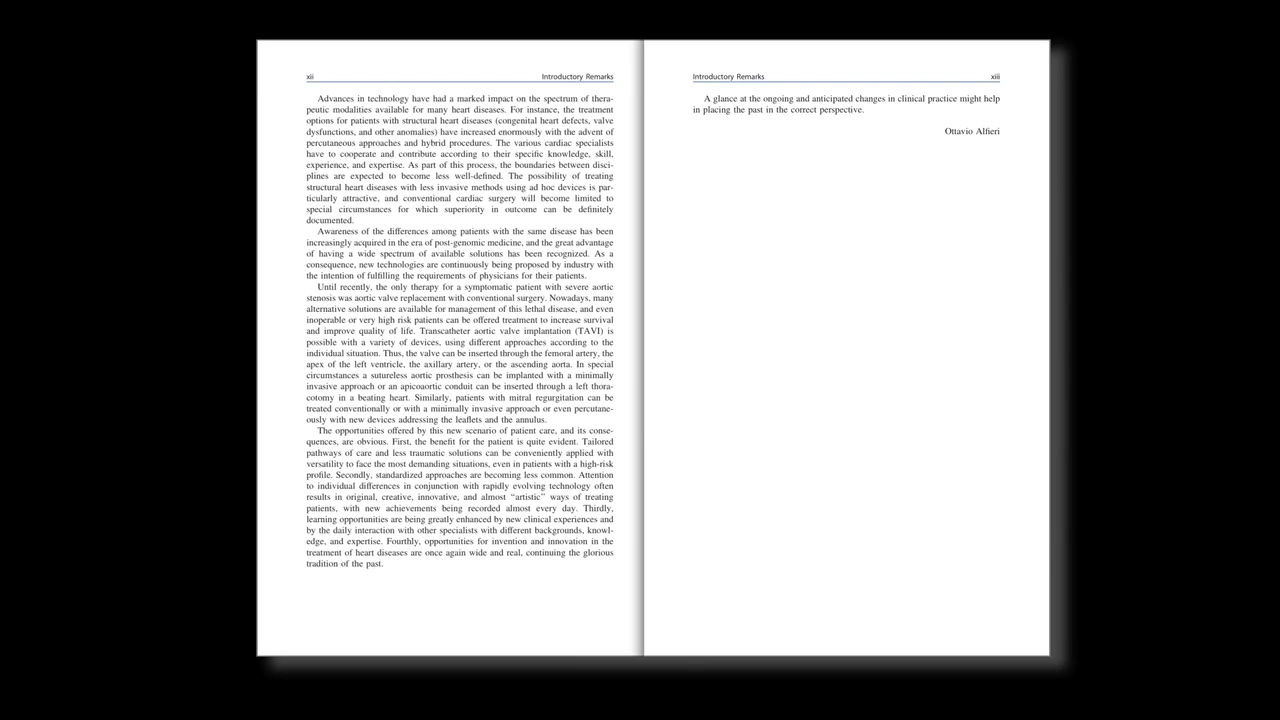 xii Introductory Remarks
Advances in technology have had a marked impact on the spectrum of thera-
peutic modalities available for many heart diseases. For instance, the treatment
options for patients with structural heart diseases (congenital heart defects, valve
dysfunctions, and other anomalies) have increased enormously with the advent of
percutaneous approaches and hybrid procedures. The various cardiac specialists
have to cooperate and contribute according to their specific knowledge, skill,
experience, and expertise. As part of this process, the boundaries between disci-
plines are expected to become less well-defined. The possibility of treating
structural heart diseases with less invasive methods using ad hoc devices is par-
ticularly attractive, and conventional cardiac surgery will become limited to
special circumstances for which superiority in outcome can be definitely
documented.
Awareness of the differences among patients with the same disease has been
increasingly acquired in the era of post-genomic medicine, and the great advantage
of having a wide spectrum of available solutions has been recognized. As a
consequence, new technologies are continuously being proposed by industry with
the intention of fulfilling the requirements of physicians for their patients.
Until recently, the only therapy for a symptomatic patient with severe aortic
stenosis was aortic valve replacement with conventional surgery. Nowadays, many
alternative solutions are available for management of this lethal disease, and even
inoperable or very high risk patients can be offered treatment to increase survival
and improve quality of life. Transcatheter aortic valve implantation (TAVI) is
possible with a variety of devices, using different approaches according to the
individual situation. Thus, the valve can be inserted through the femoral artery, the
apex of the left ventricle, the axillary artery, or the ascending aorta. In special
circumstances a sutureless aortic prosthesis can be implanted with a minimally
invasive approach or an apicoaortic conduit can be inserted through a left thora-
cotomy in a beating heart. Similarly, patients with mitral regurgitation can be
treated conventionally or with a minimally invasive approach or even percutane-
ously with new devices addressing the leaflets and the annulus.
The opportunities offered by this new scenario of patient care, and its conse-
quences, are obvious. First, the benefit for the patient is quite evident. Tailored
pathways of care and less traumatic solutions can be conveniently applied with
versatility to face the most demanding situations, even in patients with a high-risk
profile. Secondly, standardized approaches are becoming less common. Attention
to individual differences in conjunction with rapidly evolving technology often
results in original, creative, innovative, and almost “artistic” ways of treating
patients, with new achievements being recorded almost every day. Thirdly,
learning opportunities are being greatly enhanced by new clinical experiences and
by the daily interaction with other specialists with different backgrounds, knowl-
edge, and expertise. Fourthly, opportunities for invention and innovation in the
treatment of heart diseases are once again wide and real, continuing the glorious
tradition of the past.
Introductory Remarks xiii
A glance at the ongoing and anticipated changes in clinical practice might help
in placing the past in the correct perspective.
Ottavio Alfieri